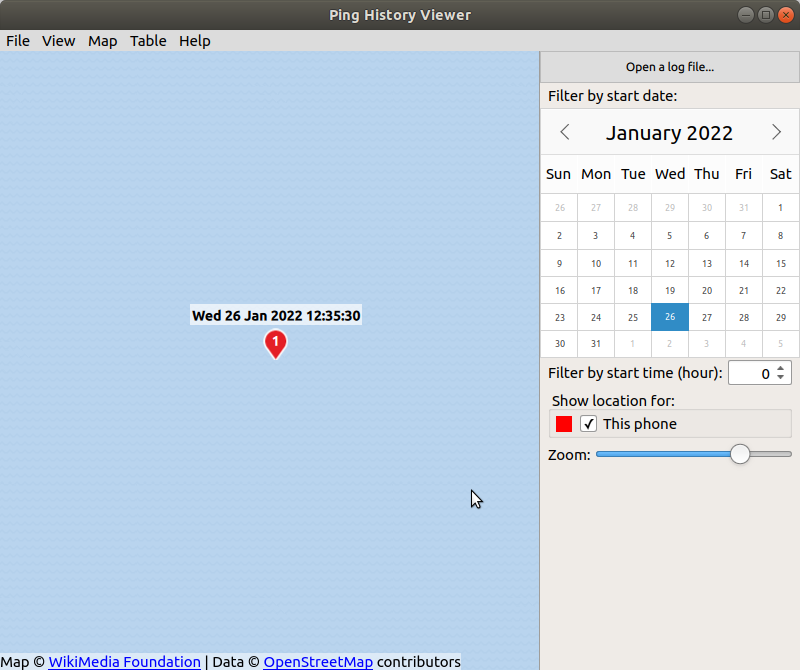 Ping History Viewer
File View Map Table Help
Open a log file...
Filter by start date:
January 2022
Sun Mon Tue Wed Thu Fri Sat
26 27 28 29 30 31 1
2 3 4 5 6 7 8
9 10 11 12 13 14 15
16 17 18 19 20 21 22
23 24 25 26 27 28 29
30 31 1 2 3 4 5
Filter by start time (hour): 0
Show location for:
This phone
Zoom:
Wed 26 Jan 2022 12:35:30
1
Map © WikiMedia Foundation | Data © OpenStreetMap contributors